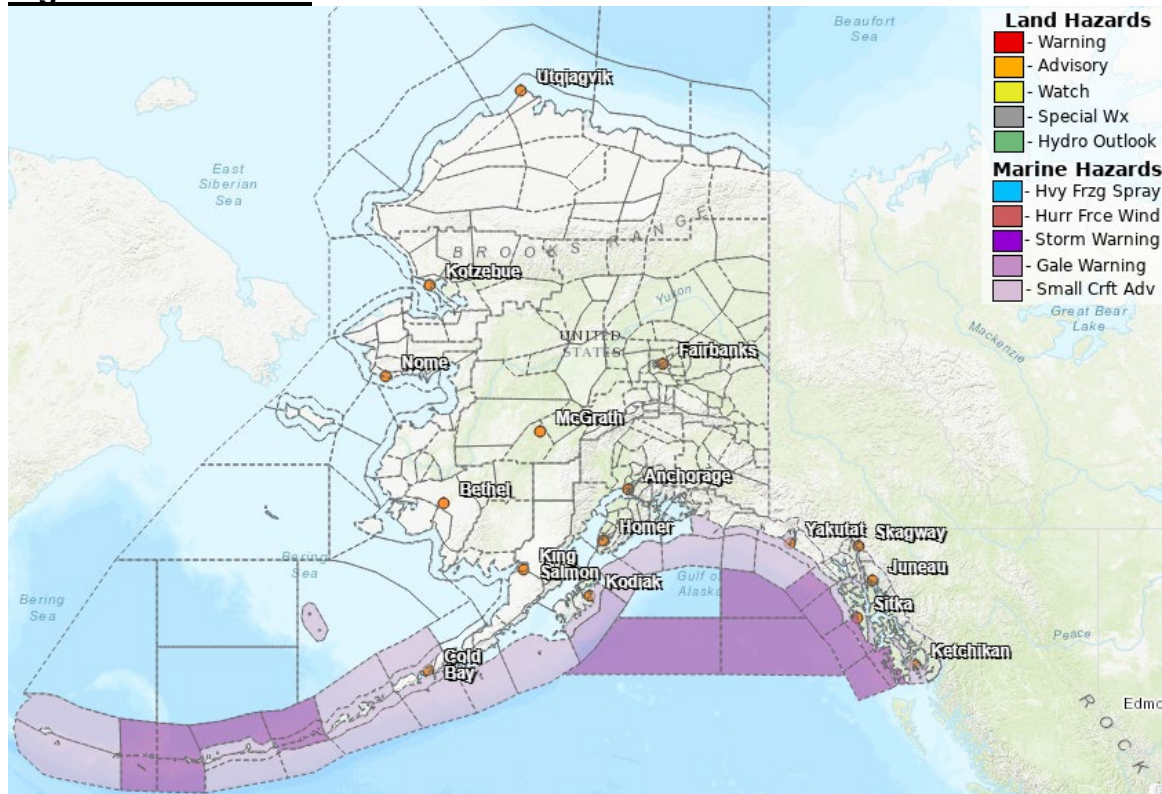 Beaufort
Sea
Land Hazards
- Warning
- Advisory
- Watch
- Special Wx
- Hydro Outlook
Marine Hazards
- Hvy Frzg Spray
- Hurr Frce Wind
- Storm Warning
- Gale Warning
- Small Crft Adv
Utqiagvik
East
Siberian
Sea
BROOKS RANGE
Kotzebue
Yukon
Great Bear
Lake
Mackenzie
UNITED
STATES
Fairbanks
Nome
McGrath
Anchorage
Bethel
Homer
Yakutat
Skagway
King
Salmon
Juneau
Bering
Sea
Kodiak
Gulf of
Alaska
Bering
Sea
Sitka
Peace
Cold
Bay
Ketchikan
Edmo
ROCK